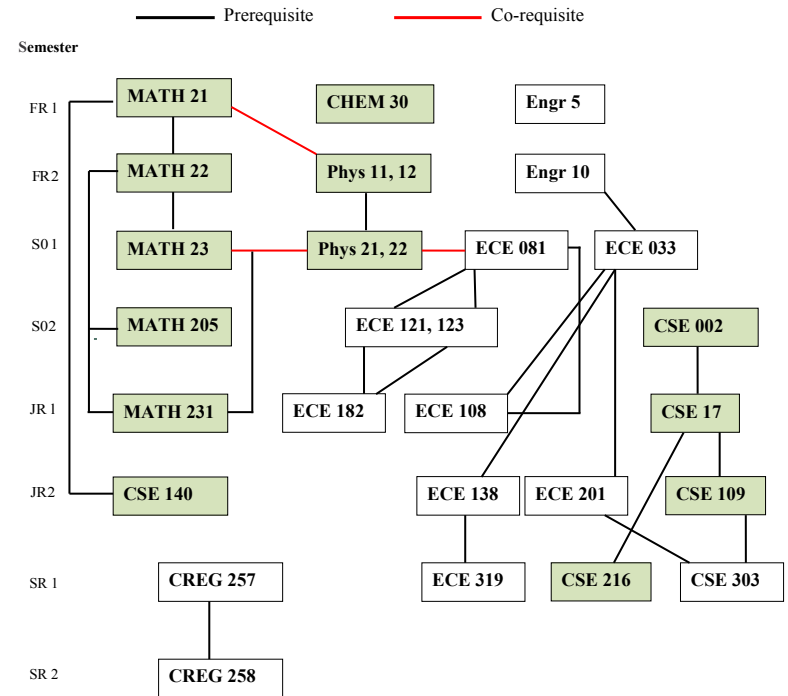 Prerequisite Co-requisite
Semester
FR 1 MATH 21 CHEM 30 Engr 5
FR2 MATH 22 Phys 11, 12 Engr 10
S0 1 MATH 23 Phys 21, 22 ECE 081 ECE 033
S02 MATH 205 ECE 121, 123 CSE 002
JR 1 MATH 231 ECE 182 ECE 108 CSE 17
JR2 CSE 140 ECE 138 ECE 201 CSE 109
SR 1 CREG 257 ECE 319 CSE 216 CSE 303
SR 2 CREG 258